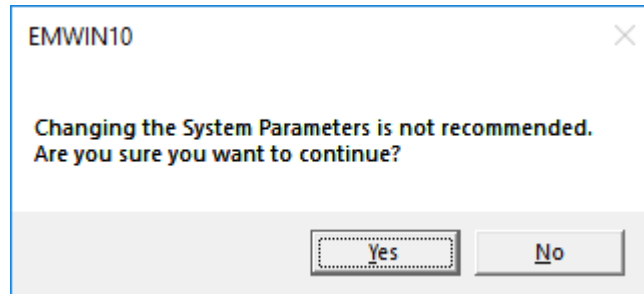 EMWIN10
Changing the System Parameters is not recommended.
Are you sure you want to continue?
Yes
No